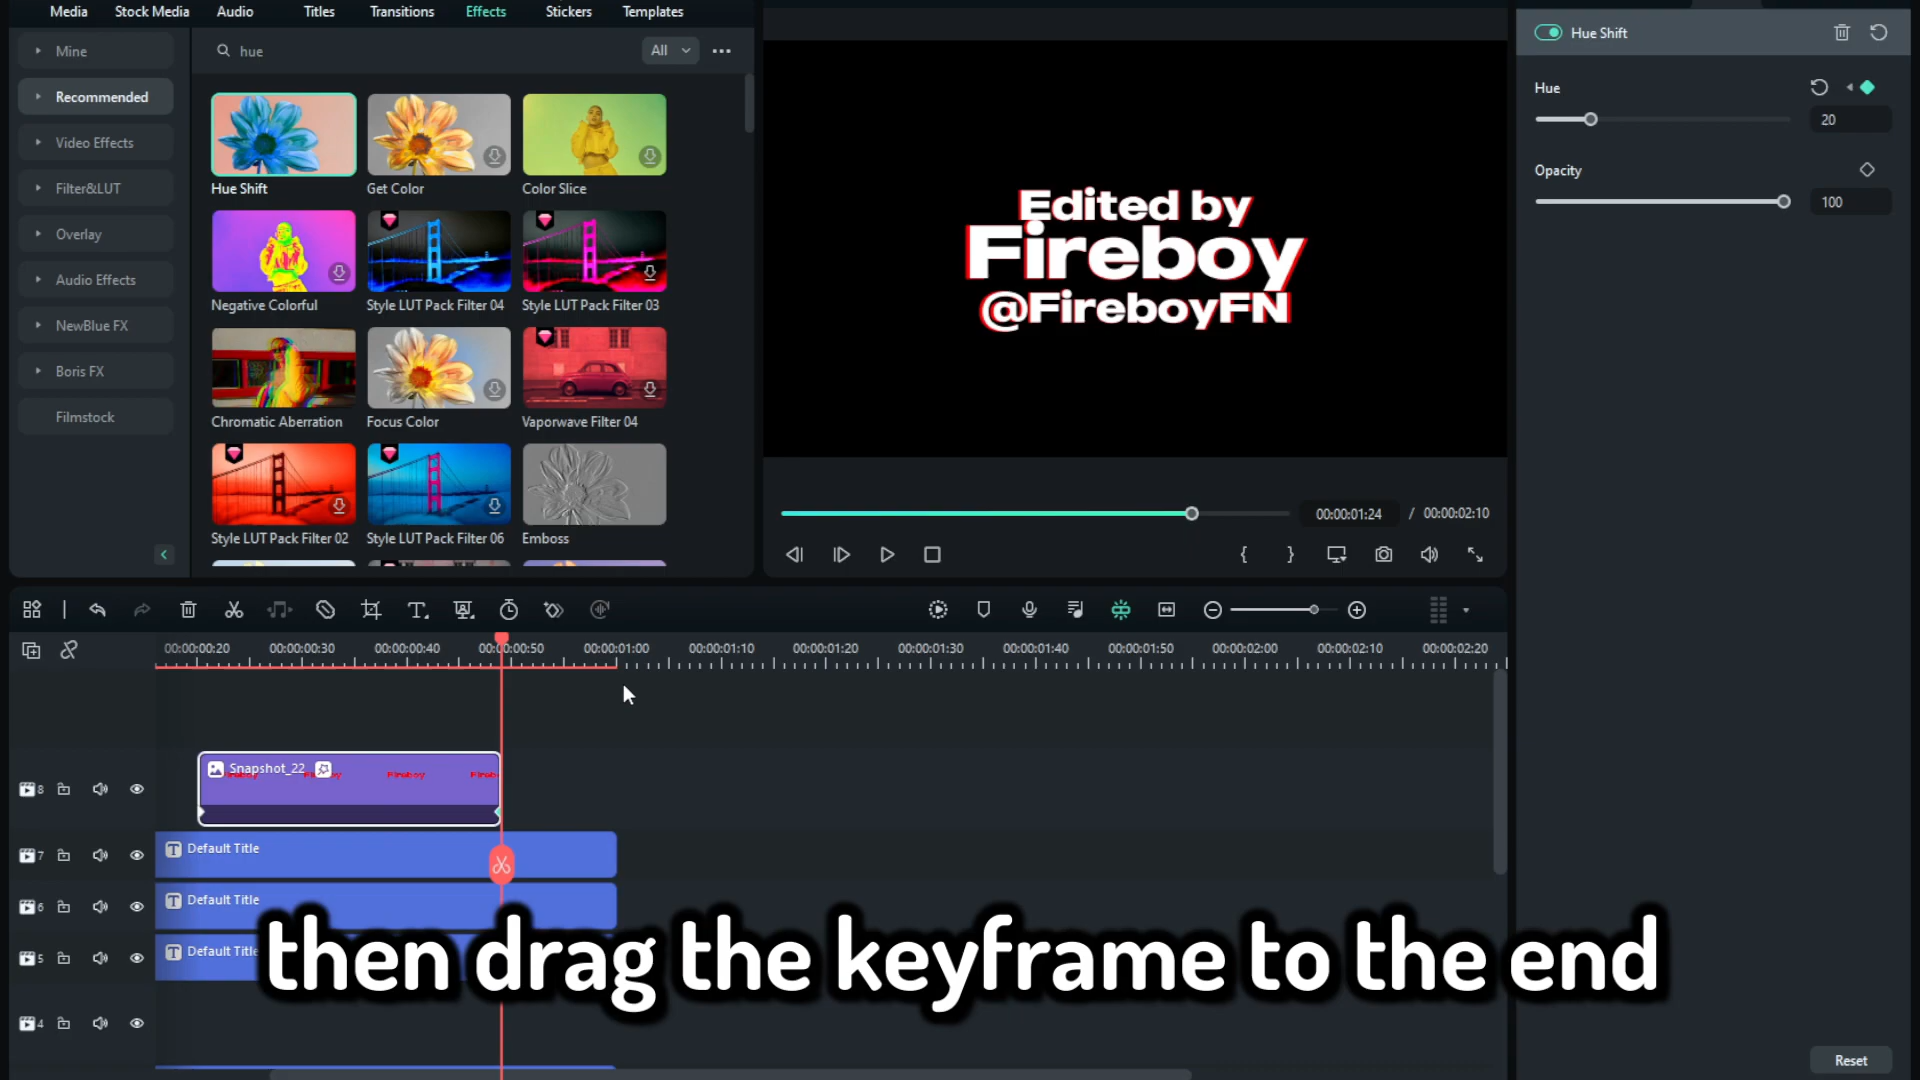 Media Stock Media Audio Titles Transitions Effects Stickers Templates
Mine
Recommended
Video Effects
Filter&LUT
Overlay
Audio Effects
NewBlue FX
Boris FX
Filmstock
hue
All
Hue Shift Get Color Color Slice
Negative Colorful Style LUT Pack Filter 04 Style LUT Pack Filter 03
Chromatic Aberration Focus Color Vaporwave Filter 04
Style LUT Pack Filter 02 Style LUT Pack Filter 06 Emboss
Edited by
Fireboy
@FireboyFN
00:00:01:24 / 00:00:02:10
Hue Shift
Hue
20
Opacity
100
00:00:00:20 00:00:00:30 00:00:00:40 00:00:00:50 00:00:01:00 00:00:01:10 00:00:01:20 00:00:01:30 00:00:01:40 00:00:01:50 00:00:02:00 00:00:02:10 00:00:02:20
Snapshot_22
Fireboy
8
7 Default Title
6 Default Title
5 Default Title
then drag the keyframe to the end
4
Reset